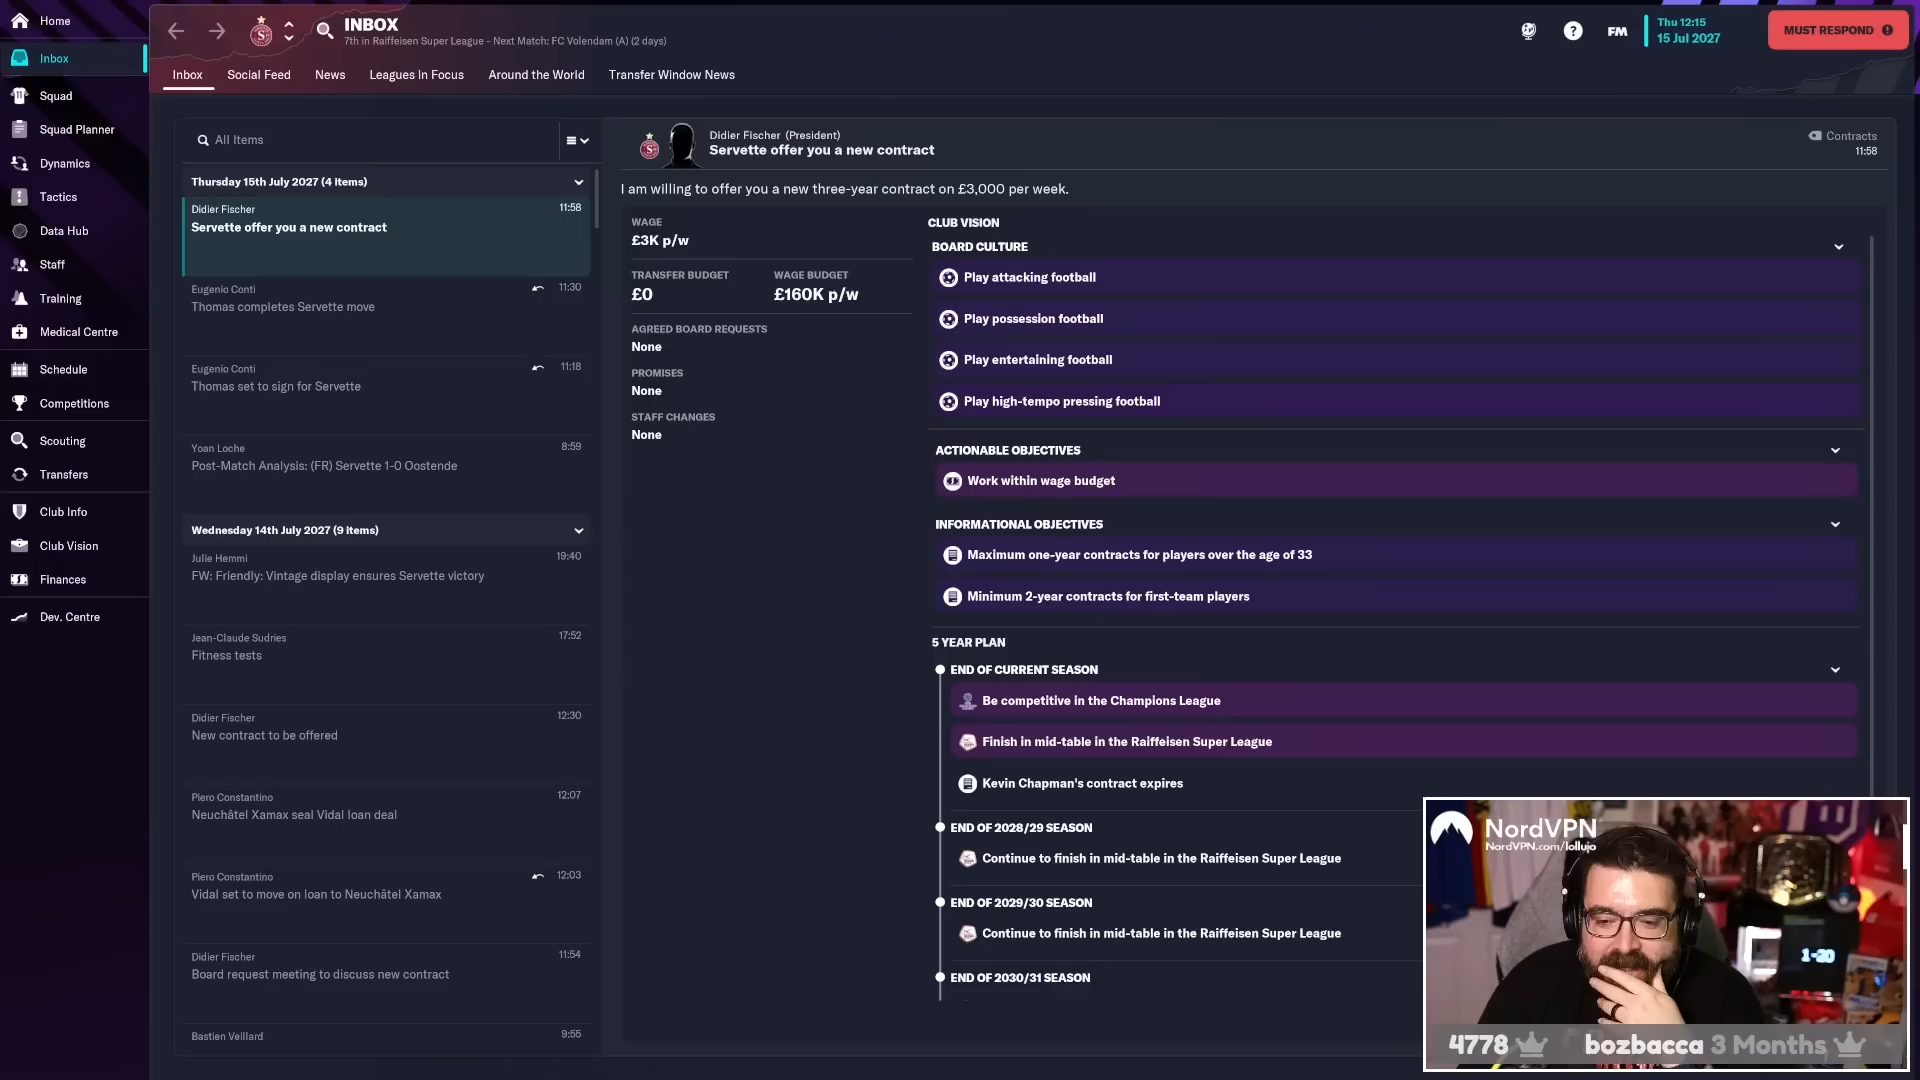 Home
Inbox
Squad
Squad Planner
Dynamics
Tactics
Data Hub
Staff
Training
Medical Centre
Schedule
Competitions
Scouting
Transfers
Club Info
Club Vision
Finances
Dev. Centre
INBOX
7th in Raiffeisen Super League - Next Match: FC Volendam (A) (2 days)
FM
Thu 12:15
15 Jul 2027
MUST RESPOND
Inbox Social Feed News Leagues in Focus Around the World Transfer Window News
All Items
Thursday 15th July 2027 (4 items)
Didier Fischer 11:58
Servette offer you a new contract
Eugenio Conti 11:30
Thomas completes Servette move
Eugenio Conti 11:18
Thomas set to sign for Servette
Yoan Loche 8:59
Post-Match Analysis: (FR) Servette 1-0 Oostende
Wednesday 14th July 2027 (9 items)
Julie Hemmi 19:40
FW: Friendly: Vintage display ensures Servette victory
Jean-Claude Sudries 17:52
Fitness tests
Didier Fischer 12:30
New contract to be offered
Piero Constantino 12:07
Neuchâtel Xamax seal Vidal loan deal
Piero Constantino 12:03
Vidal set to move on loan to Neuchâtel Xamax
Didier Fischer 11:54
Board request meeting to discuss new contract
Bastien Veillard 9:55
Didier Fischer (President)
Servette offer you a new contract
Contracts
11:58
I am willing to offer you a new three-year contract on £3,000 per week.
WAGE
£3K p/w
TRANSFER BUDGET WAGE BUDGET
£0 £160K p/w
AGREED BOARD REQUESTS
None
PROMISES
None
STAFF CHANGES
None
CLUB VISION
BOARD CULTURE
Play attacking football
Play possession football
Play entertaining football
Play high-tempo pressing football
ACTIONABLE OBJECTIVES
Work within wage budget
INFORMATIONAL OBJECTIVES
Maximum one-year contracts for players over the age of 33
Minimum 2-year contracts for first-team players
5 YEAR PLAN
END OF CURRENT SEASON
Be competitive in the Champions League
Finish in mid-table in the Raiffeisen Super League
Kevin Chapman's contract expires
END OF 2028/29 SEASON
Continue to finish in mid-table in the Raiffeisen Super League
END OF 2029/30 SEASON
Continue to finish in mid-table in the Raiffeisen Super League
END OF 2030/31 SEASON
NordVPN
NordVPN.com/lollujo
1-20
4778 bozbacca 3 Months